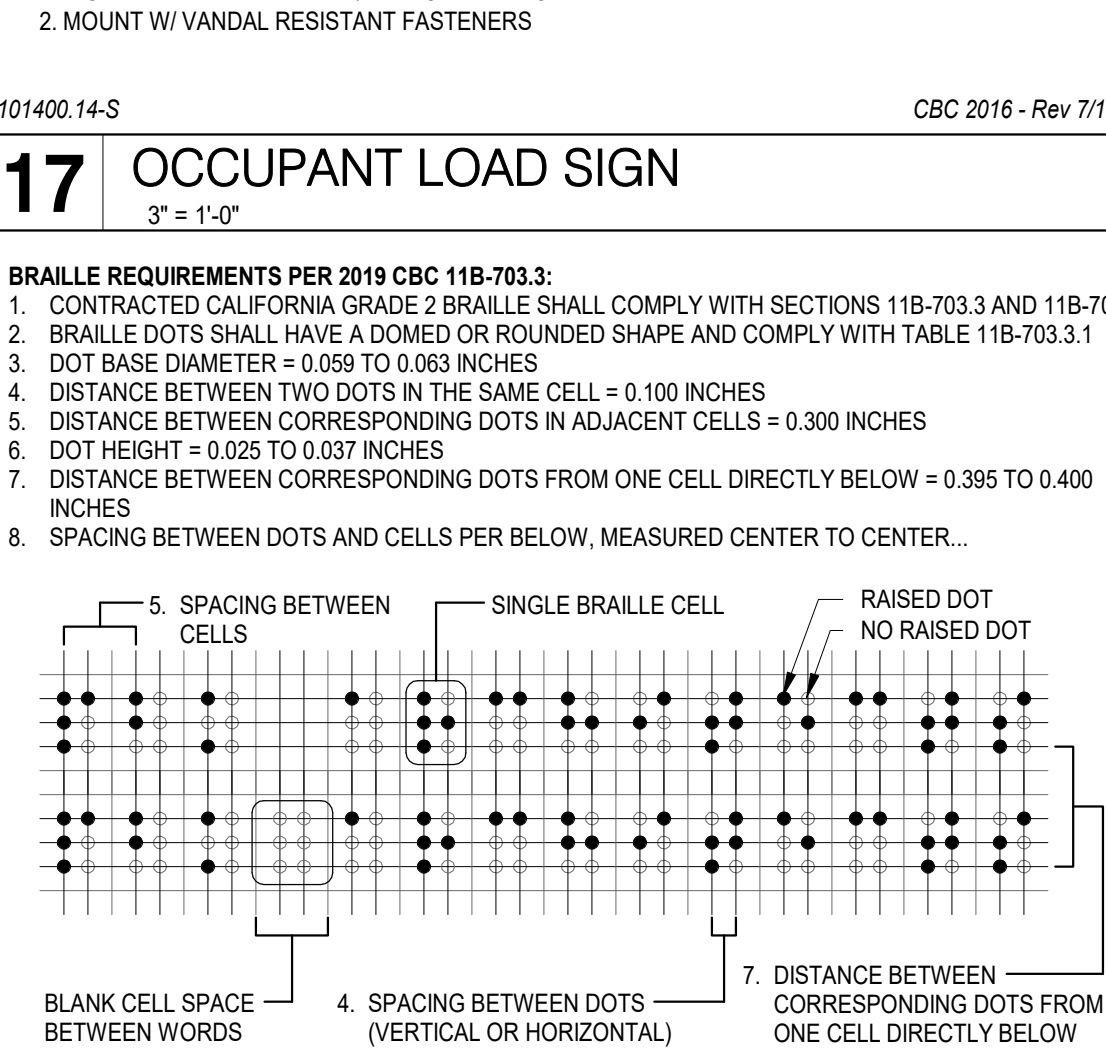 2. MOUNT W/ VANDAL RESISTANT FASTENERS
101400.14-S
CBC 2016 - Rev 7/1
17 OCCUPANT LOAD SIGN
3" = 1'-0"
BRAILLE REQUIREMENTS PER 2019 CBC 11B-703.3:
1. CONTRACTED CALIFORNIA GRADE 2 BRAILLE SHALL COMPLY WITH SECTIONS 11B-703.3 AND 11B-70
2. BRAILLE DOTS SHALL HAVE A DOMED OR ROUNDED SHAPE AND COMPLY WITH TABLE 11B-703.3.1
3. DOT BASE DIAMETER = 0.059 TO 0.063 INCHES
4. DISTANCE BETWEEN TWO DOTS IN THE SAME CELL = 0.100 INCHES
5. DISTANCE BETWEEN CORRESPONDING DOTS IN ADJACENT CELLS = 0.300 INCHES
6. DOT HEIGHT = 0.025 TO 0.037 INCHES
7. DISTANCE BETWEEN CORRESPONDING DOTS FROM ONE CELL DIRECTLY BELOW = 0.395 TO 0.400
INCHES
8. SPACING BETWEEN DOTS AND CELLS PER BELOW, MEASURED CENTER TO CENTER...
5. SPACING BETWEEN
CELLS
SINGLE BRAILLE CELL
RAISED DOT
NO RAISED DOT
BLANK CELL SPACE
BETWEEN WORDS
4. SPACING BETWEEN DOTS
(VERTICAL OR HORIZONTAL)
7. DISTANCE BETWEEN
CORRESPONDING DOTS FROM
ONE CELL DIRECTLY BELOW